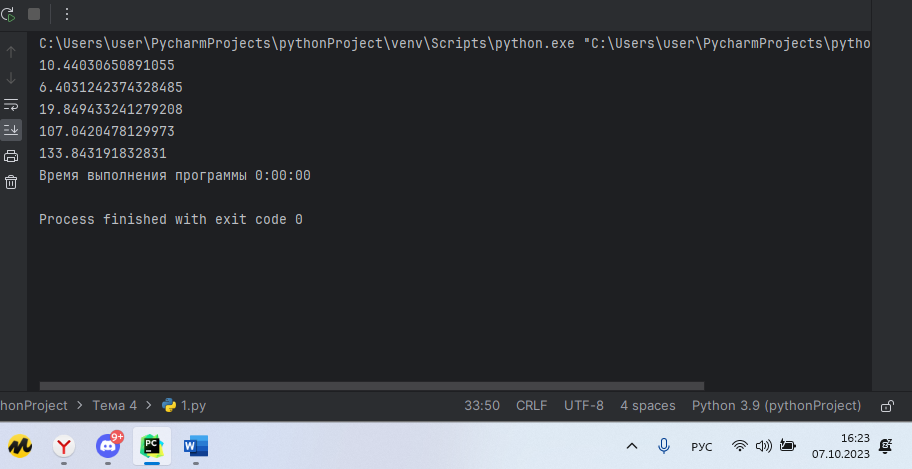 C:\Users\user\PycharmProjects\pythonProject\venv\Scripts\python.exe "C:\Users\user\PycharmProjects\pytho
10.44030650891055
6.4031242374328485
19.849433241279208
107.0420478129973
133.843191832831
Время выполнения программы 0:00:00
Process finished with exit code 0
honProject > Тема 4 > 1.py 33:50 CRLF UTF-8 4 spaces Python 3.9 (pythonProject)
9+ РУС 16:23
07.10.2023